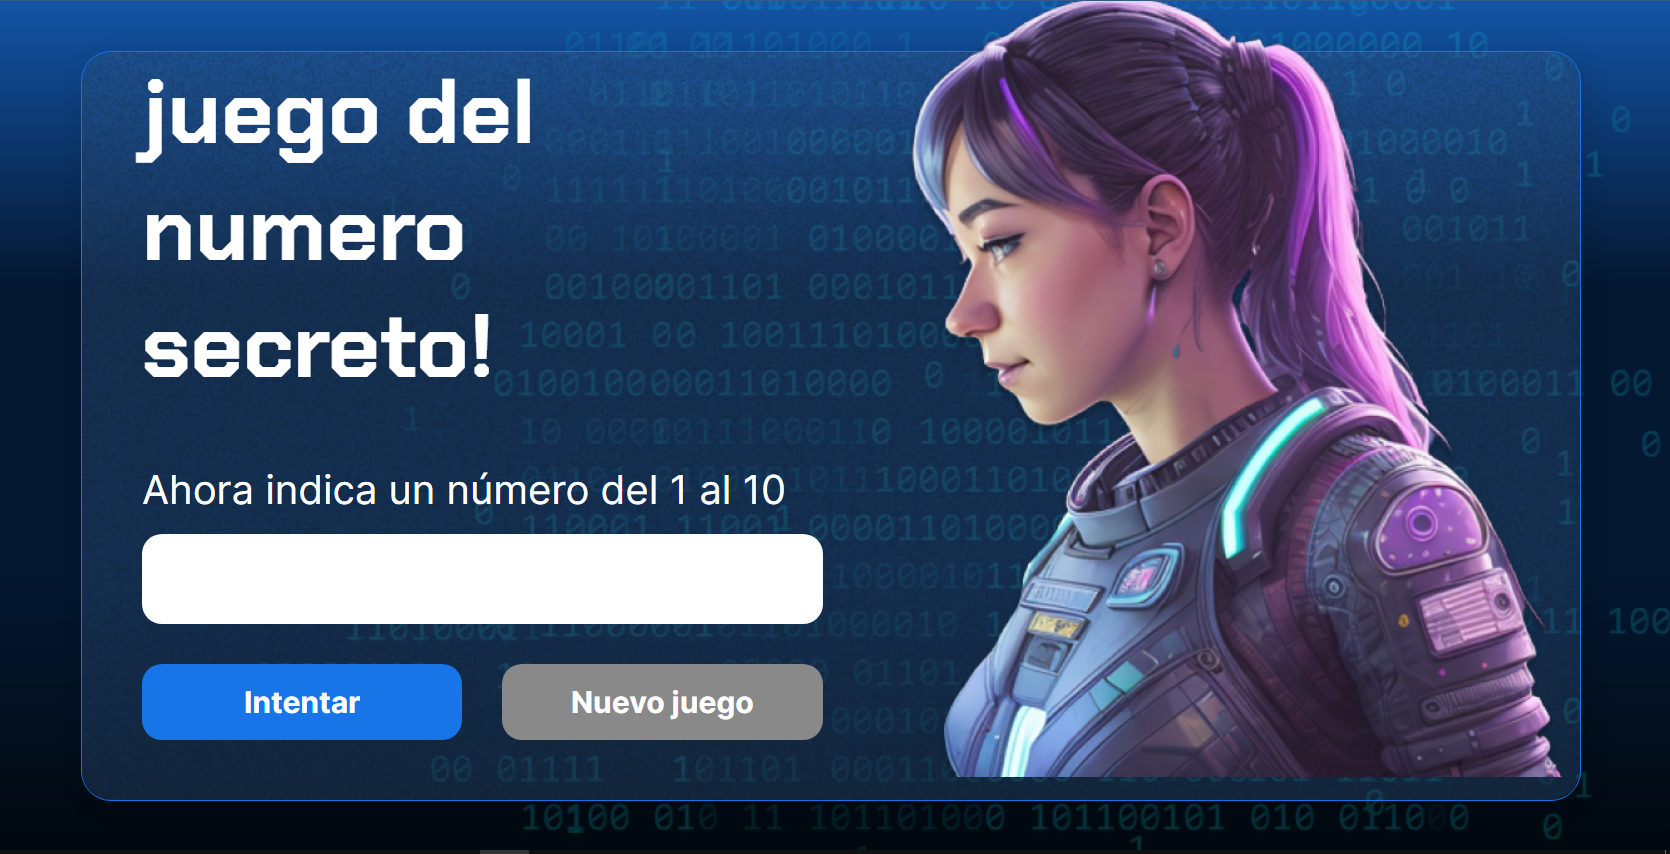 juego del
numero
secreto!
Ahora indica un número del 1 al 10
Intentar
Nuevo juego